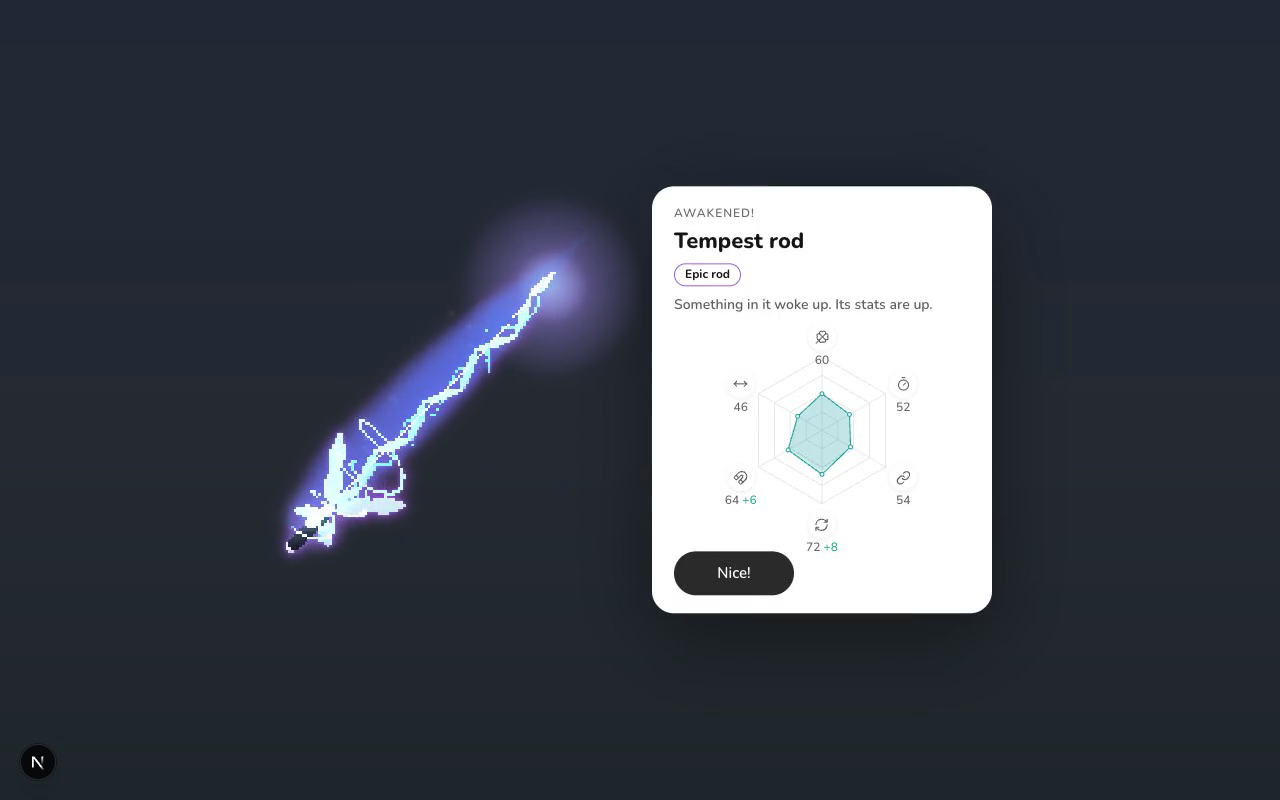 AWAKENED!
Tempest rod
Epic rod
Something in it woke up. Its stats are up.
60
46
52
64 +6
54
72 +8
Nice!
N